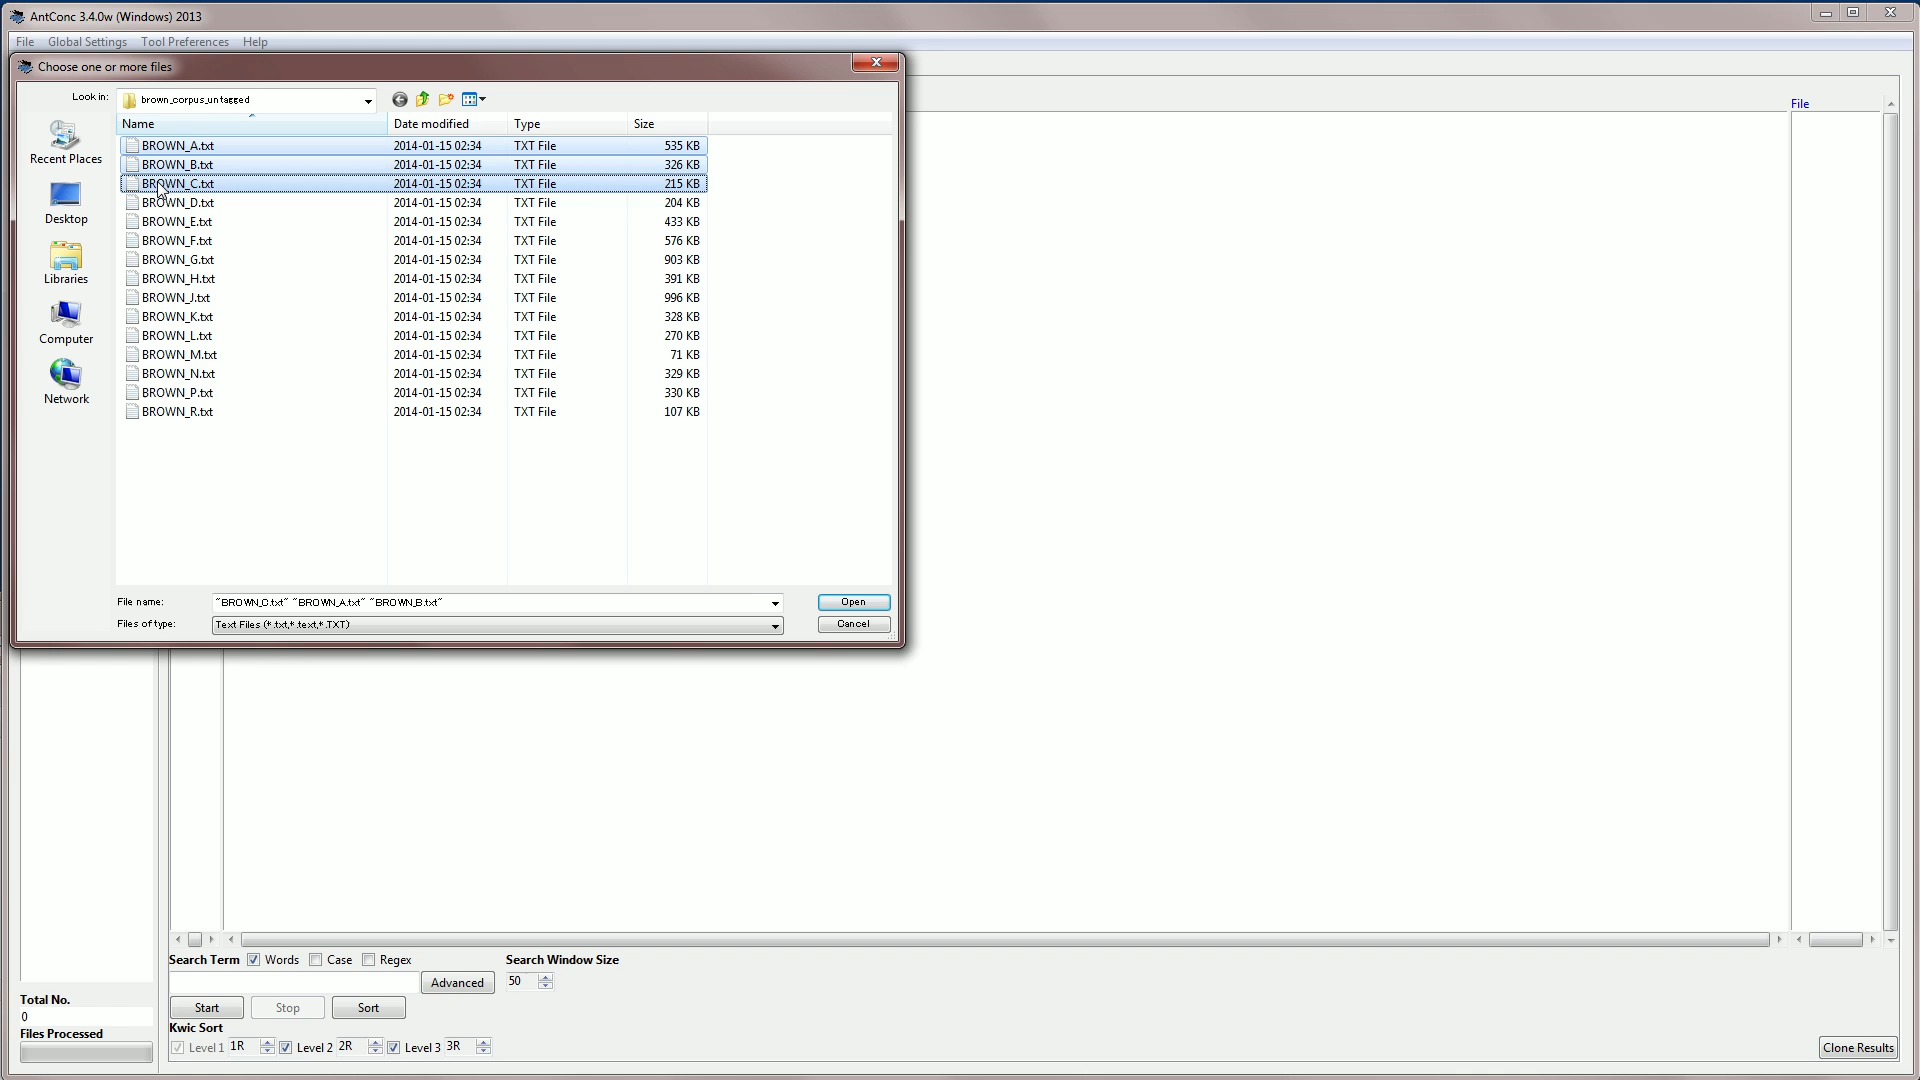 AntConc 3.4.0w (Windows) 2013
File Global Settings Tool Preferences Help
Choose one or more files
Look in: brown_corpus_untagged
File
Name Date modified Type Size
BROWN_A.txt 2014-01-15 02:34 TXT File 535 KB
BROWN_B.txt 2014-01-15 02:34 TXT File 326 KB
BROWN_C.txt 2014-01-15 02:34 TXT File 215 KB
BROWN_D.txt 2014-01-15 02:34 TXT File 204 KB
BROWN_E.txt 2014-01-15 02:34 TXT File 433 KB
BROWN_F.txt 2014-01-15 02:34 TXT File 576 KB
BROWN_G.txt 2014-01-15 02:34 TXT File 903 KB
BROWN_H.txt 2014-01-15 02:34 TXT File 391 KB
BROWN_J.txt 2014-01-15 02:34 TXT File 996 KB
BROWN_K.txt 2014-01-15 02:34 TXT File 328 KB
BROWN_L.txt 2014-01-15 02:34 TXT File 270 KB
BROWN_M.txt 2014-01-15 02:34 TXT File 71 KB
BROWN_N.txt 2014-01-15 02:34 TXT File 329 KB
BROWN_P.txt 2014-01-15 02:34 TXT File 330 KB
BROWN_R.txt 2014-01-15 02:34 TXT File 107 KB
Recent Places
Desktop
Libraries
Computer
Network
File name: "BROWN_C.txt" "BROWN_A.txt" "BROWN_B.txt" Open
Files of type: Text Files (*.txt,*.text,*.TXT) Cancel
Search Term Words Case Regex Search Window Size
Advanced 50
Start Stop Sort
Kwic Sort
Level 1 1R Level 2 2R Level 3 3R
Total No.
0
Files Processed
Clone Results